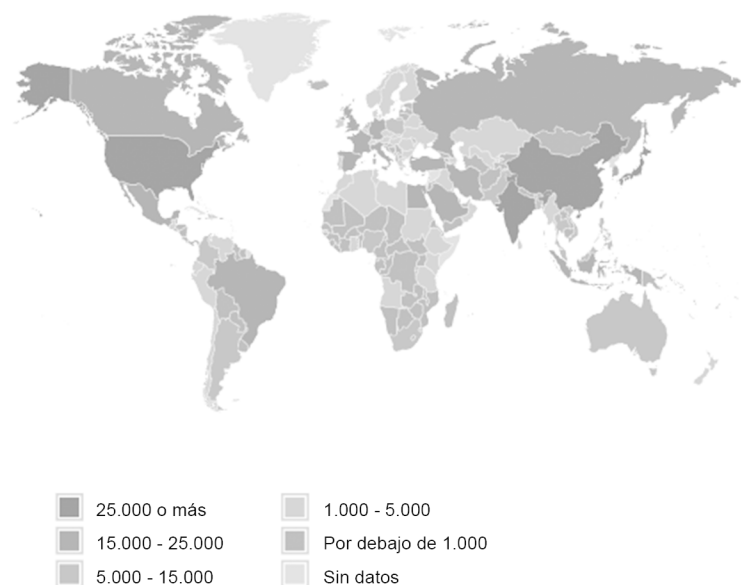 25.000 o más
15.000 - 25.000
5.000 - 15.000
1.000 - 5.000
Por debajo de 1.000
Sin datos